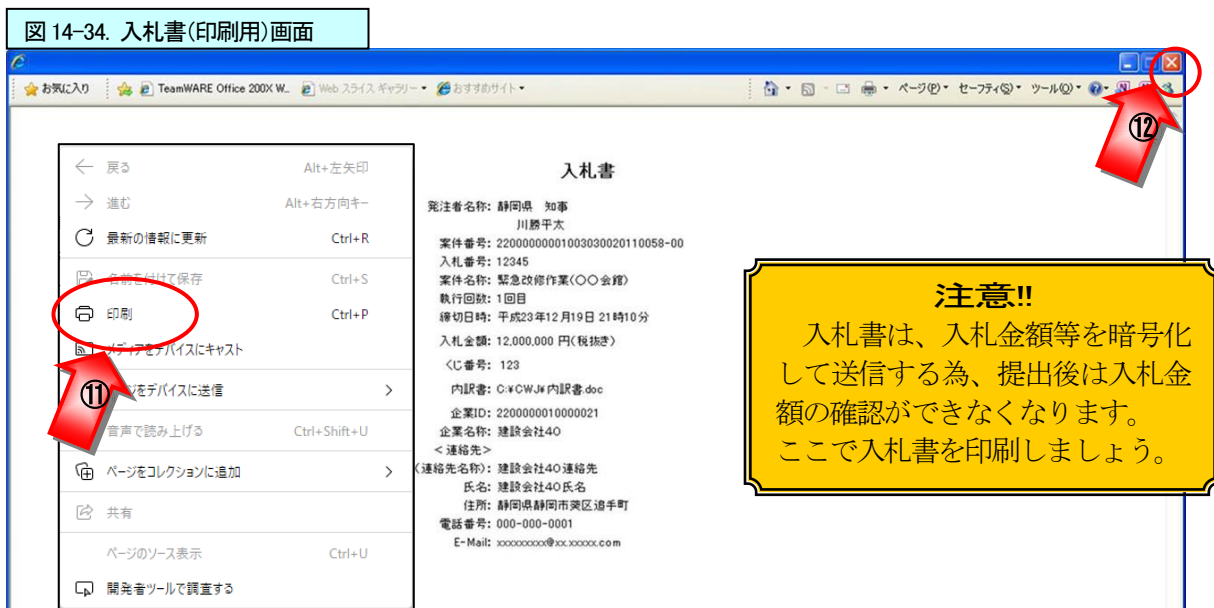 図 14-34. 入札書(印刷用)画面
お気に入り TeamWARE Office 200X W... Web スライス ギャラリー おすすめサイト ページ(P) セーフティ(S) ツール(O)
⑫
戻る Alt+左矢印
進む Alt+右方向キー
最新の情報に更新 Ctrl+R
名前を付けて保存 Ctrl+S
印刷 Ctrl+P
メディアをデバイスにキャスト
⑪
ージをデバイスに送信
音声で読み上げる Ctrl+Shift+U
ページをコレクションに追加
共有
ページのソース表示 Ctrl+U
開発者ツールで調査する
入札書
発注者名称: 静岡県 知事
川勝平太
案件番号: 22000000001003030020110058-00
入札番号: 12345
案件名称: 緊急改修作業(〇〇会館)
執行回数: 1回目
締切日時: 平成23年12月19日 21時10分
入札金額: 12,000,000 円(税抜き)
くじ番号: 123
内訳書: C:¥CWJ¥内訳書.doc
企業ID: 2200000010000021
企業名称: 建設会社40
<連絡先>
(連絡先名称): 建設会社40連絡先
氏名: 建設会社40氏名
住所: 静岡県静岡市葵区追手町
電話番号: 000-000-0001
E-Mail: xxxxxxxxx@xx.xxxxx.com
注意!!
入札書は、入札金額等を暗号化
して送信する為、提出後は入札金
額の確認ができなくなります。
ここで入札書を印刷しましょう。